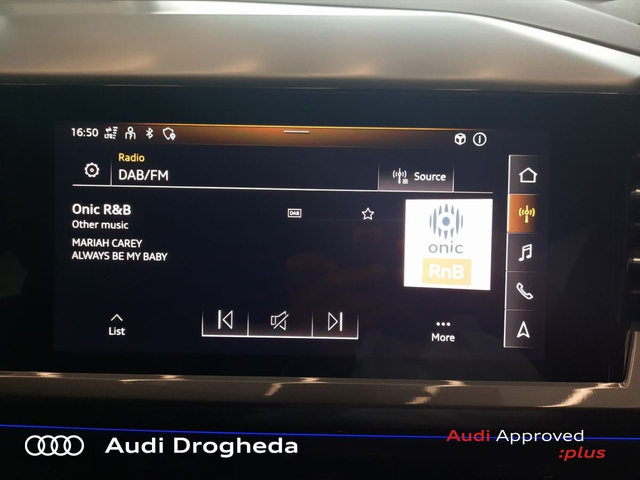 16:50 LTE
Radio
DAB/FM
Source
Onic R&B
DAB
Other music
MARIAH CAREY
ALWAYS BE MY BABY
onic
RnB
List
More
Audi Drogheda
Audi Approved
:plus